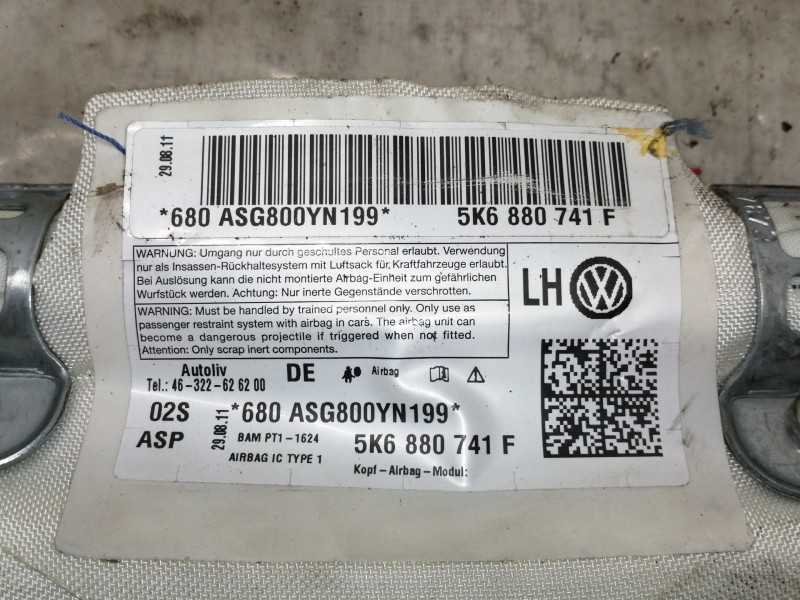 29.08.11
*680 ASG800YN199* 5K6 880 741 F
WARNUNG: Umgang nur durch geschultes Personal erlaubt. Verwendung
nur als Insassen-Rückhaltesystem mit Luftsack für Kraftfahrzeuge erlaubt.
Bei Auslösung kann die nicht montierte Airbag-Einheit zum gefährlichen
Wurfstück werden. Achtung: Nur inerte Gegenstände verschrotten.
WARNING: Must be handled by trained personnel only. Only use as
passenger restraint system with airbag in cars. The airbag unit can
become a dangerous projectile if triggered when not fitted.
Attention: Only scrap inert components.
LH
Autoliv DE Airbag
Tel.: 46-322-62 62 00
02S *680 ASG800YN199*
ASP 29.08.11 BAM PT1-1624 5K6 880 741 F
AIRBAG IC TYPE 1 Kopf-Airbag-Modul: